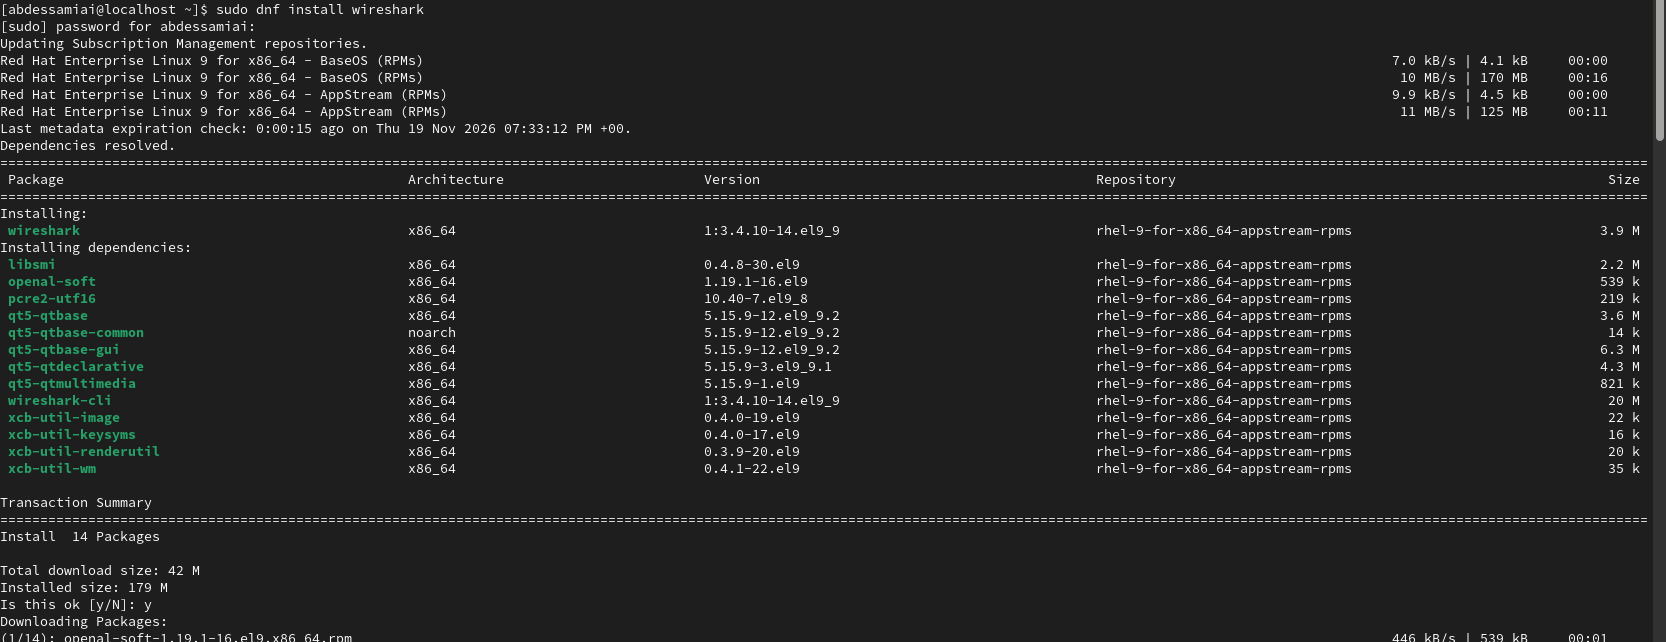 [abdessamiai@localhost ~]$ sudo dnf install wireshark
[sudo] password for abdessamiai:
Updating Subscription Management repositories.
Red Hat Enterprise Linux 9 for x86_64 - BaseOS (RPMs) 7.0 kB/s | 4.1 kB 00:00
Red Hat Enterprise Linux 9 for x86_64 - BaseOS (RPMs) 10 MB/s | 170 MB 00:16
Red Hat Enterprise Linux 9 for x86_64 - AppStream (RPMs) 9.9 kB/s | 4.5 kB 00:00
Red Hat Enterprise Linux 9 for x86_64 - AppStream (RPMs) 11 MB/s | 125 MB 00:11
Last metadata expiration check: 0:00:15 ago on Thu 19 Nov 2026 07:33:12 PM +00.
Dependencies resolved.
Package Architecture Version Repository Size
Installing:
wireshark x86_64 1:3.4.10-14.el9_9 rhel-9-for-x86_64-appstream-rpms 3.9 M
Installing dependencies:
libsmi x86_64 0.4.8-30.el9 rhel-9-for-x86_64-appstream-rpms 2.2 M
openal-soft x86_64 1.19.1-16.el9 rhel-9-for-x86_64-appstream-rpms 539 k
pcre2-utf16 x86_64 10.40-7.el9_8 rhel-9-for-x86_64-appstream-rpms 219 k
qt5-qtbase x86_64 5.15.9-12.el9_9.2 rhel-9-for-x86_64-appstream-rpms 3.6 M
qt5-qtbase-common noarch 5.15.9-12.el9_9.2 rhel-9-for-x86_64-appstream-rpms 14 k
qt5-qtbase-gui x86_64 5.15.9-12.el9_9.2 rhel-9-for-x86_64-appstream-rpms 6.3 M
qt5-qtdeclarative x86_64 5.15.9-3.el9_9.1 rhel-9-for-x86_64-appstream-rpms 4.3 M
qt5-qtmultimedia x86_64 5.15.9-1.el9 rhel-9-for-x86_64-appstream-rpms 821 k
wireshark-cli x86_64 1:3.4.10-14.el9_9 rhel-9-for-x86_64-appstream-rpms 20 M
xcb-util-image x86_64 0.4.0-19.el9 rhel-9-for-x86_64-appstream-rpms 22 k
xcb-util-keysyms x86_64 0.4.0-17.el9 rhel-9-for-x86_64-appstream-rpms 16 k
xcb-util-renderutil x86_64 0.3.9-20.el9 rhel-9-for-x86_64-appstream-rpms 20 k
xcb-util-wm x86_64 0.4.1-22.el9 rhel-9-for-x86_64-appstream-rpms 35 k
Transaction Summary
Install 14 Packages
Total download size: 42 M
Installed size: 179 M
Is this ok [y/N]: y
Downloading Packages:
(1/14): openal-soft-1.19.1-16.el9.x86_64.rpm 446 kB/s | 539 kB 00:01